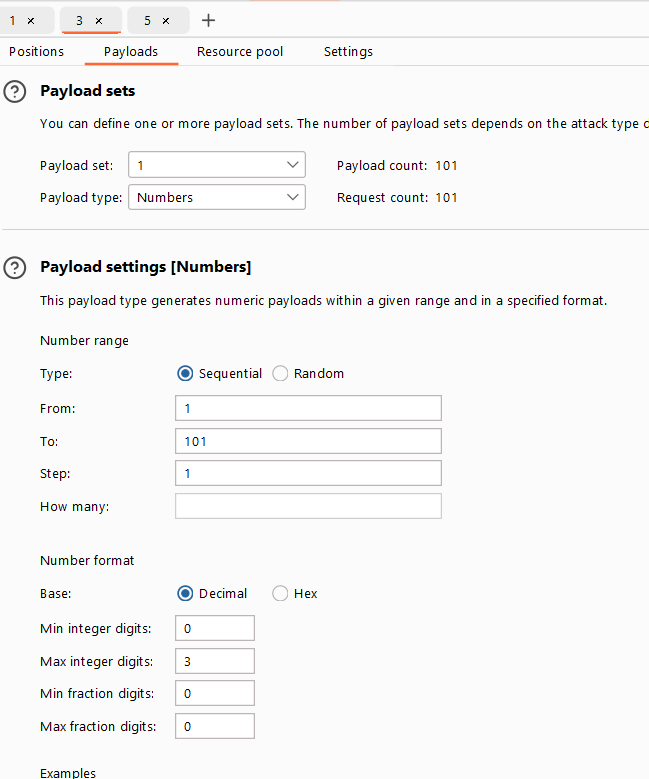 1 × 3 × 5 × +
Positions Payloads Resource pool Settings
? Payload sets
You can define one or more payload sets. The number of payload sets depends on the attack type d
Payload set: 1 Payload count: 101
Payload type: Numbers Request count: 101
? Payload settings [Numbers]
This payload type generates numeric payloads within a given range and in a specified format.
Number range
Type: Sequential Random
From: 1
To: 101
Step: 1
How many:
Number format
Base: Decimal Hex
Min integer digits: 0
Max integer digits: 3
Min fraction digits: 0
Max fraction digits: 0
Examples